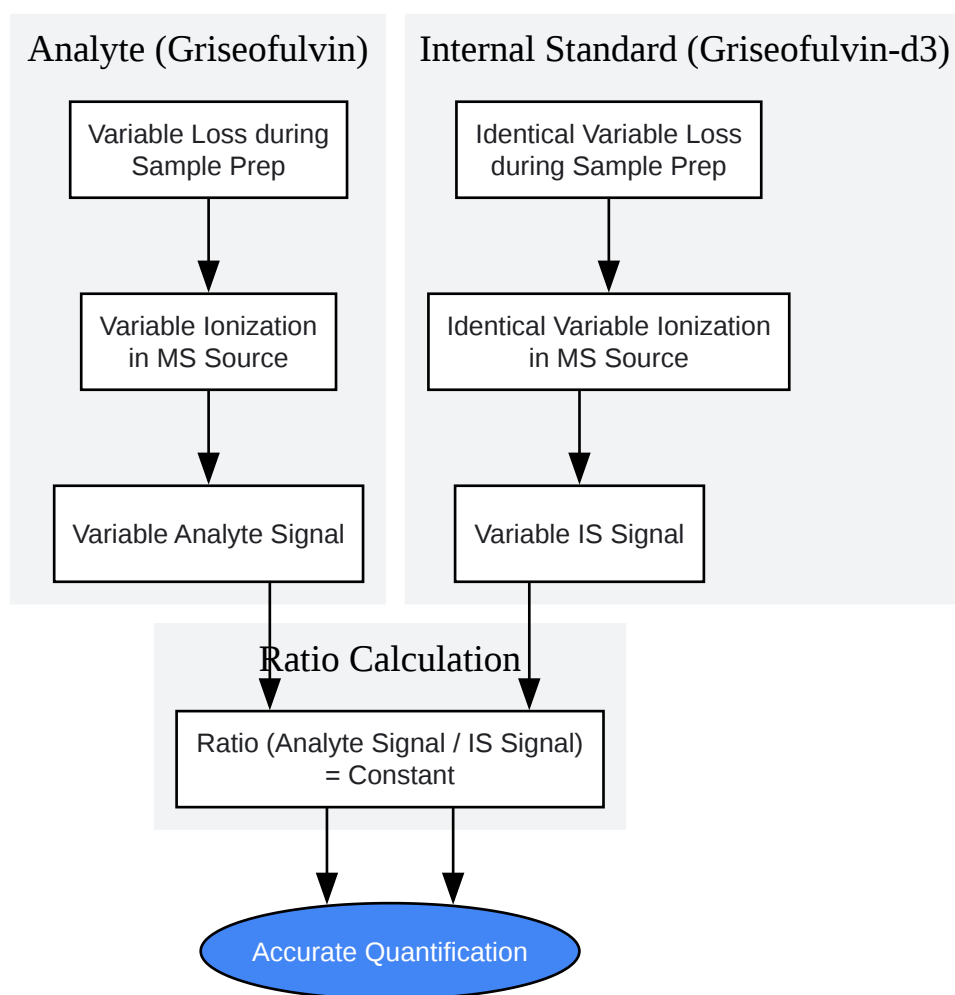 Analyte (Griseofulvin)
Variable Loss during
Sample Prep
Variable Ionization
in MS Source
Variable Analyte Signal
Internal Standard (Griseofulvin-d3)
Identical Variable Loss
during Sample Prep
Identical Variable Ionization
in MS Source
Variable IS Signal
Ratio Calculation
Ratio (Analyte Signal / IS Signal)
= Constant
Accurate Quantification